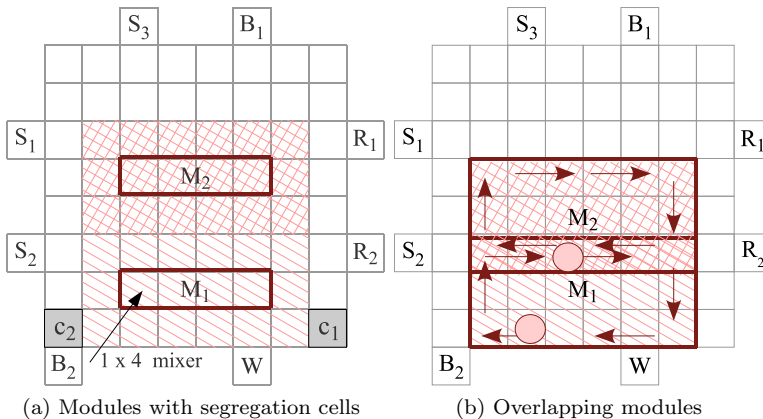 S3 B1
S1 R1
M2
S2 R2
M1
c2 c1
B2 1 x 4 mixer W
(a) Modules with segregation cells
S3 B1
S1 R1
M2
S2 R2
M1
B2 W
(b) Overlapping modules